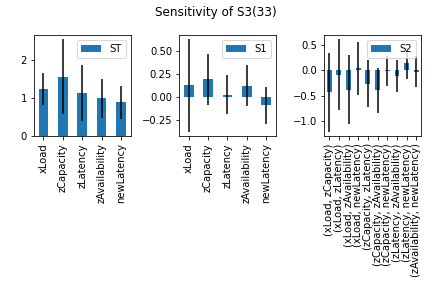 Sensitivity of S3(33)
ST
2
1
0
xLoad
zCapacity
zLatency
zAvailability
newLatency
S1
0.50
0.25
0.00
−0.25
xLoad
zCapacity
zLatency
zAvailability
newLatency
S2
0.5
0.0
−0.5
−1.0
(xLoad, zCapacity)
(xLoad, zLatency)
(xLoad, zAvailability)
(xLoad, newLatency)
(zCapacity, zLatency)
(zCapacity, zAvailability)
(zCapacity, newLatency)
(zLatency, zAvailability)
(zLatency, newLatency)
(zAvailability, newLatency)